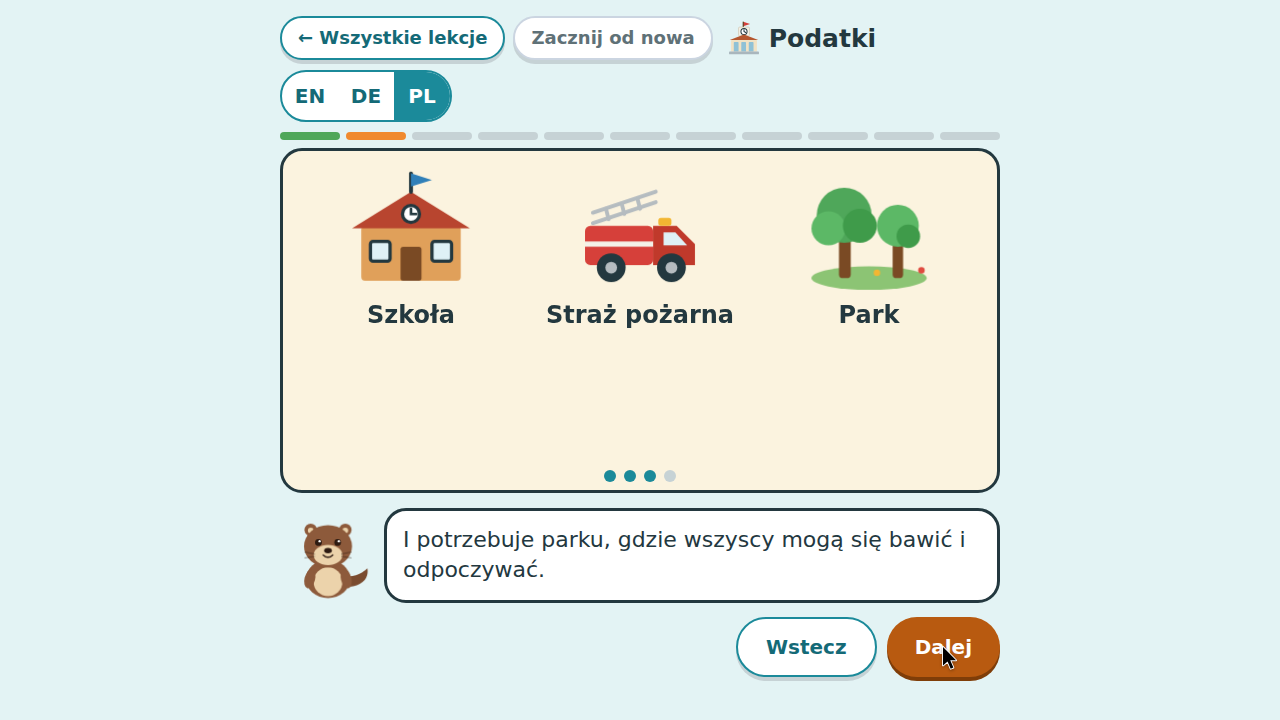 ← Wszystkie lekcje
Zacznij od nowa
Podatki
EN DE PL
Szkoła
Straż pożarna
Park
I potrzebuje parku, gdzie wszyscy mogą się bawić i
odpoczywać.
Wstecz
Dalej